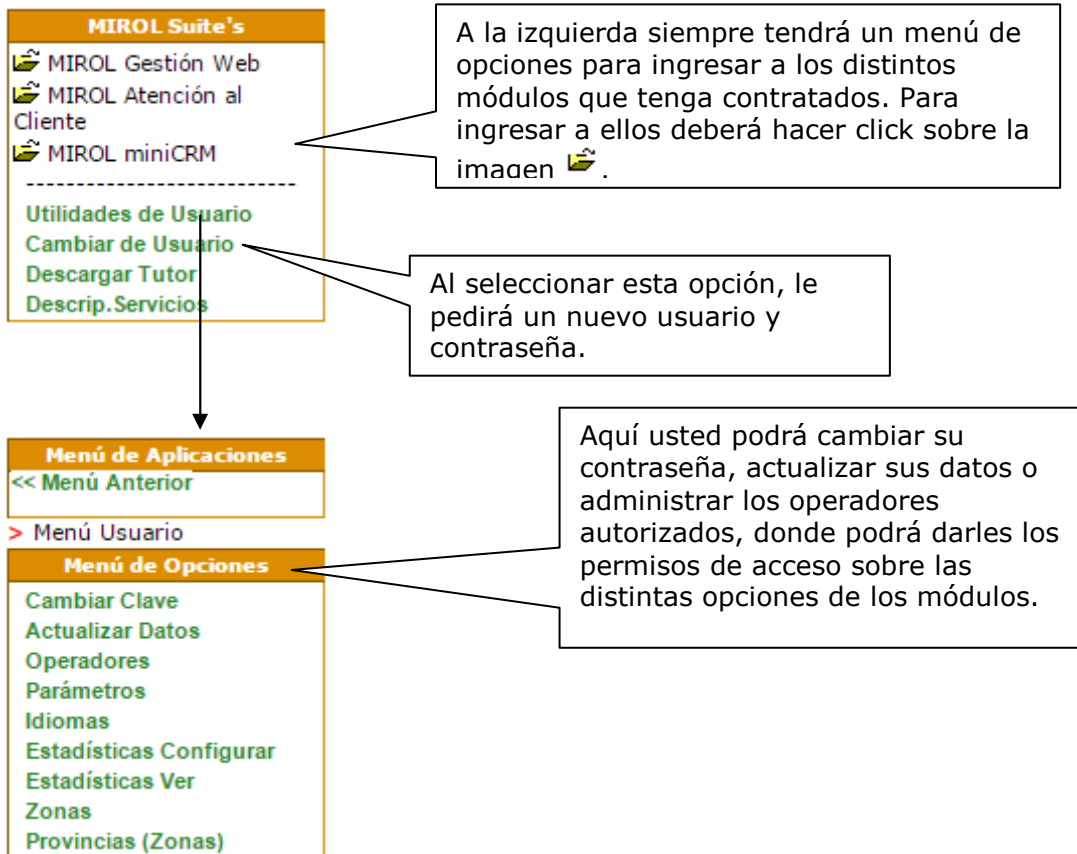 MIROL Suite's
MIROL Gestión Web
MIROL Atención al
Cliente
MIROL miniCRM
---------------------------
Utilidades de Usuario
Cambiar de Usuario
Descargar Tutor
Descrip.Servicios
A la izquierda siempre tendrá un menú de
opciones para ingresar a los distintos
módulos que tenga contratados. Para
ingresar a ellos deberá hacer click sobre la
imagen .
Al seleccionar esta opción, le
pedirá un nuevo usuario y
contraseña.
Menú de Aplicaciones
<< Menú Anterior
> Menú Usuario
Menú de Opciones
Cambiar Clave
Actualizar Datos
Operadores
Parámetros
Idiomas
Estadísticas Configurar
Estadísticas Ver
Zonas
Provincias (Zonas)
Aquí usted podrá cambiar su
contraseña, actualizar sus datos o
administrar los operadores
autorizados, donde podrá darles los
permisos de acceso sobre las
distintas opciones de los módulos.